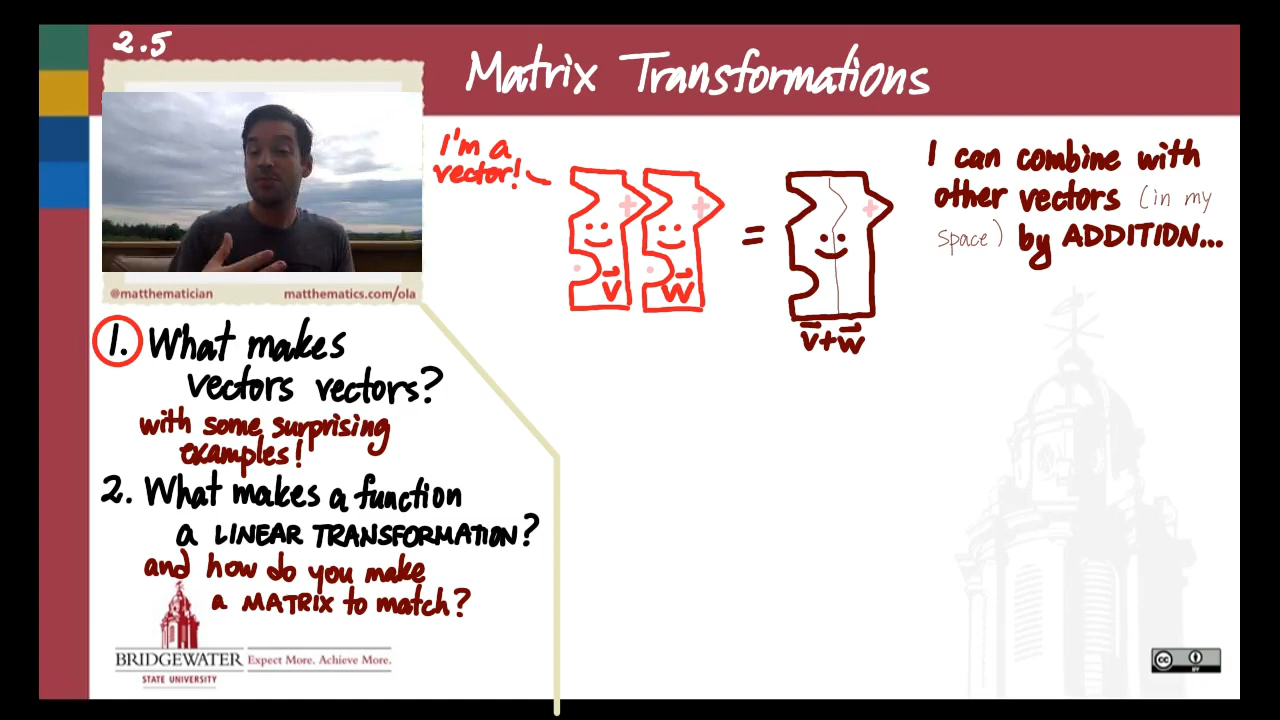 2.5
Matrix Transformations
@matthematician
matthematics.com/ola
1. What makes
vectors vectors?
with some surprising
examples!
2. What makes a function
a LINEAR TRANSFORMATION?
and how do you make
a MATRIX to match?
BRIDGEWATER
STATE UNIVERSITY
Expect More. Achieve More.
I'm a
vector!
+
v⃗
+
w⃗
=
+
v⃗+w⃗
I can combine with
other vectors (in my
space) by ADDITION...
cc
BY